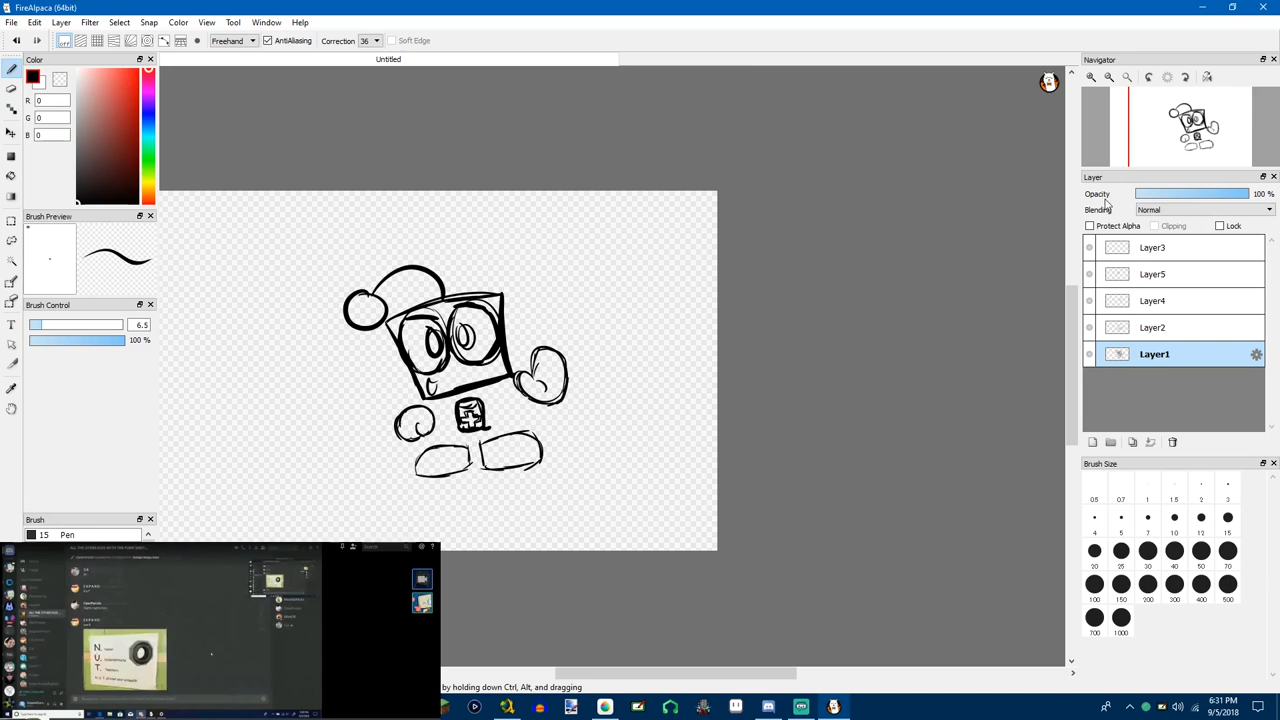 FireAlpaca (64bit)
File Edit Layer Filter Select Snap Color View Tool Window Help
off Freehand AntiAliasing Correction 36 Soft Edge
Color
Untitled
Navigator
R 0
G 0
B 0
Layer
Opacity 100 %
Blending Normal
Protect Alpha Clipping Lock
Brush Preview
Layer3
Layer5
Layer4
Layer2
Layer1
Brush Control
6.5
100 %
Brush Size
0.5 0.7 1 1.5 2 3
4 5 7 10 12 15
20 25 30 40 50 70
100 150 200 300 400 500
700 1000
Brush
15 Pen
Search
N.
U.
T.
by holding down Ctrl, Alt, and dragging
6:31 PM
9/5/2018